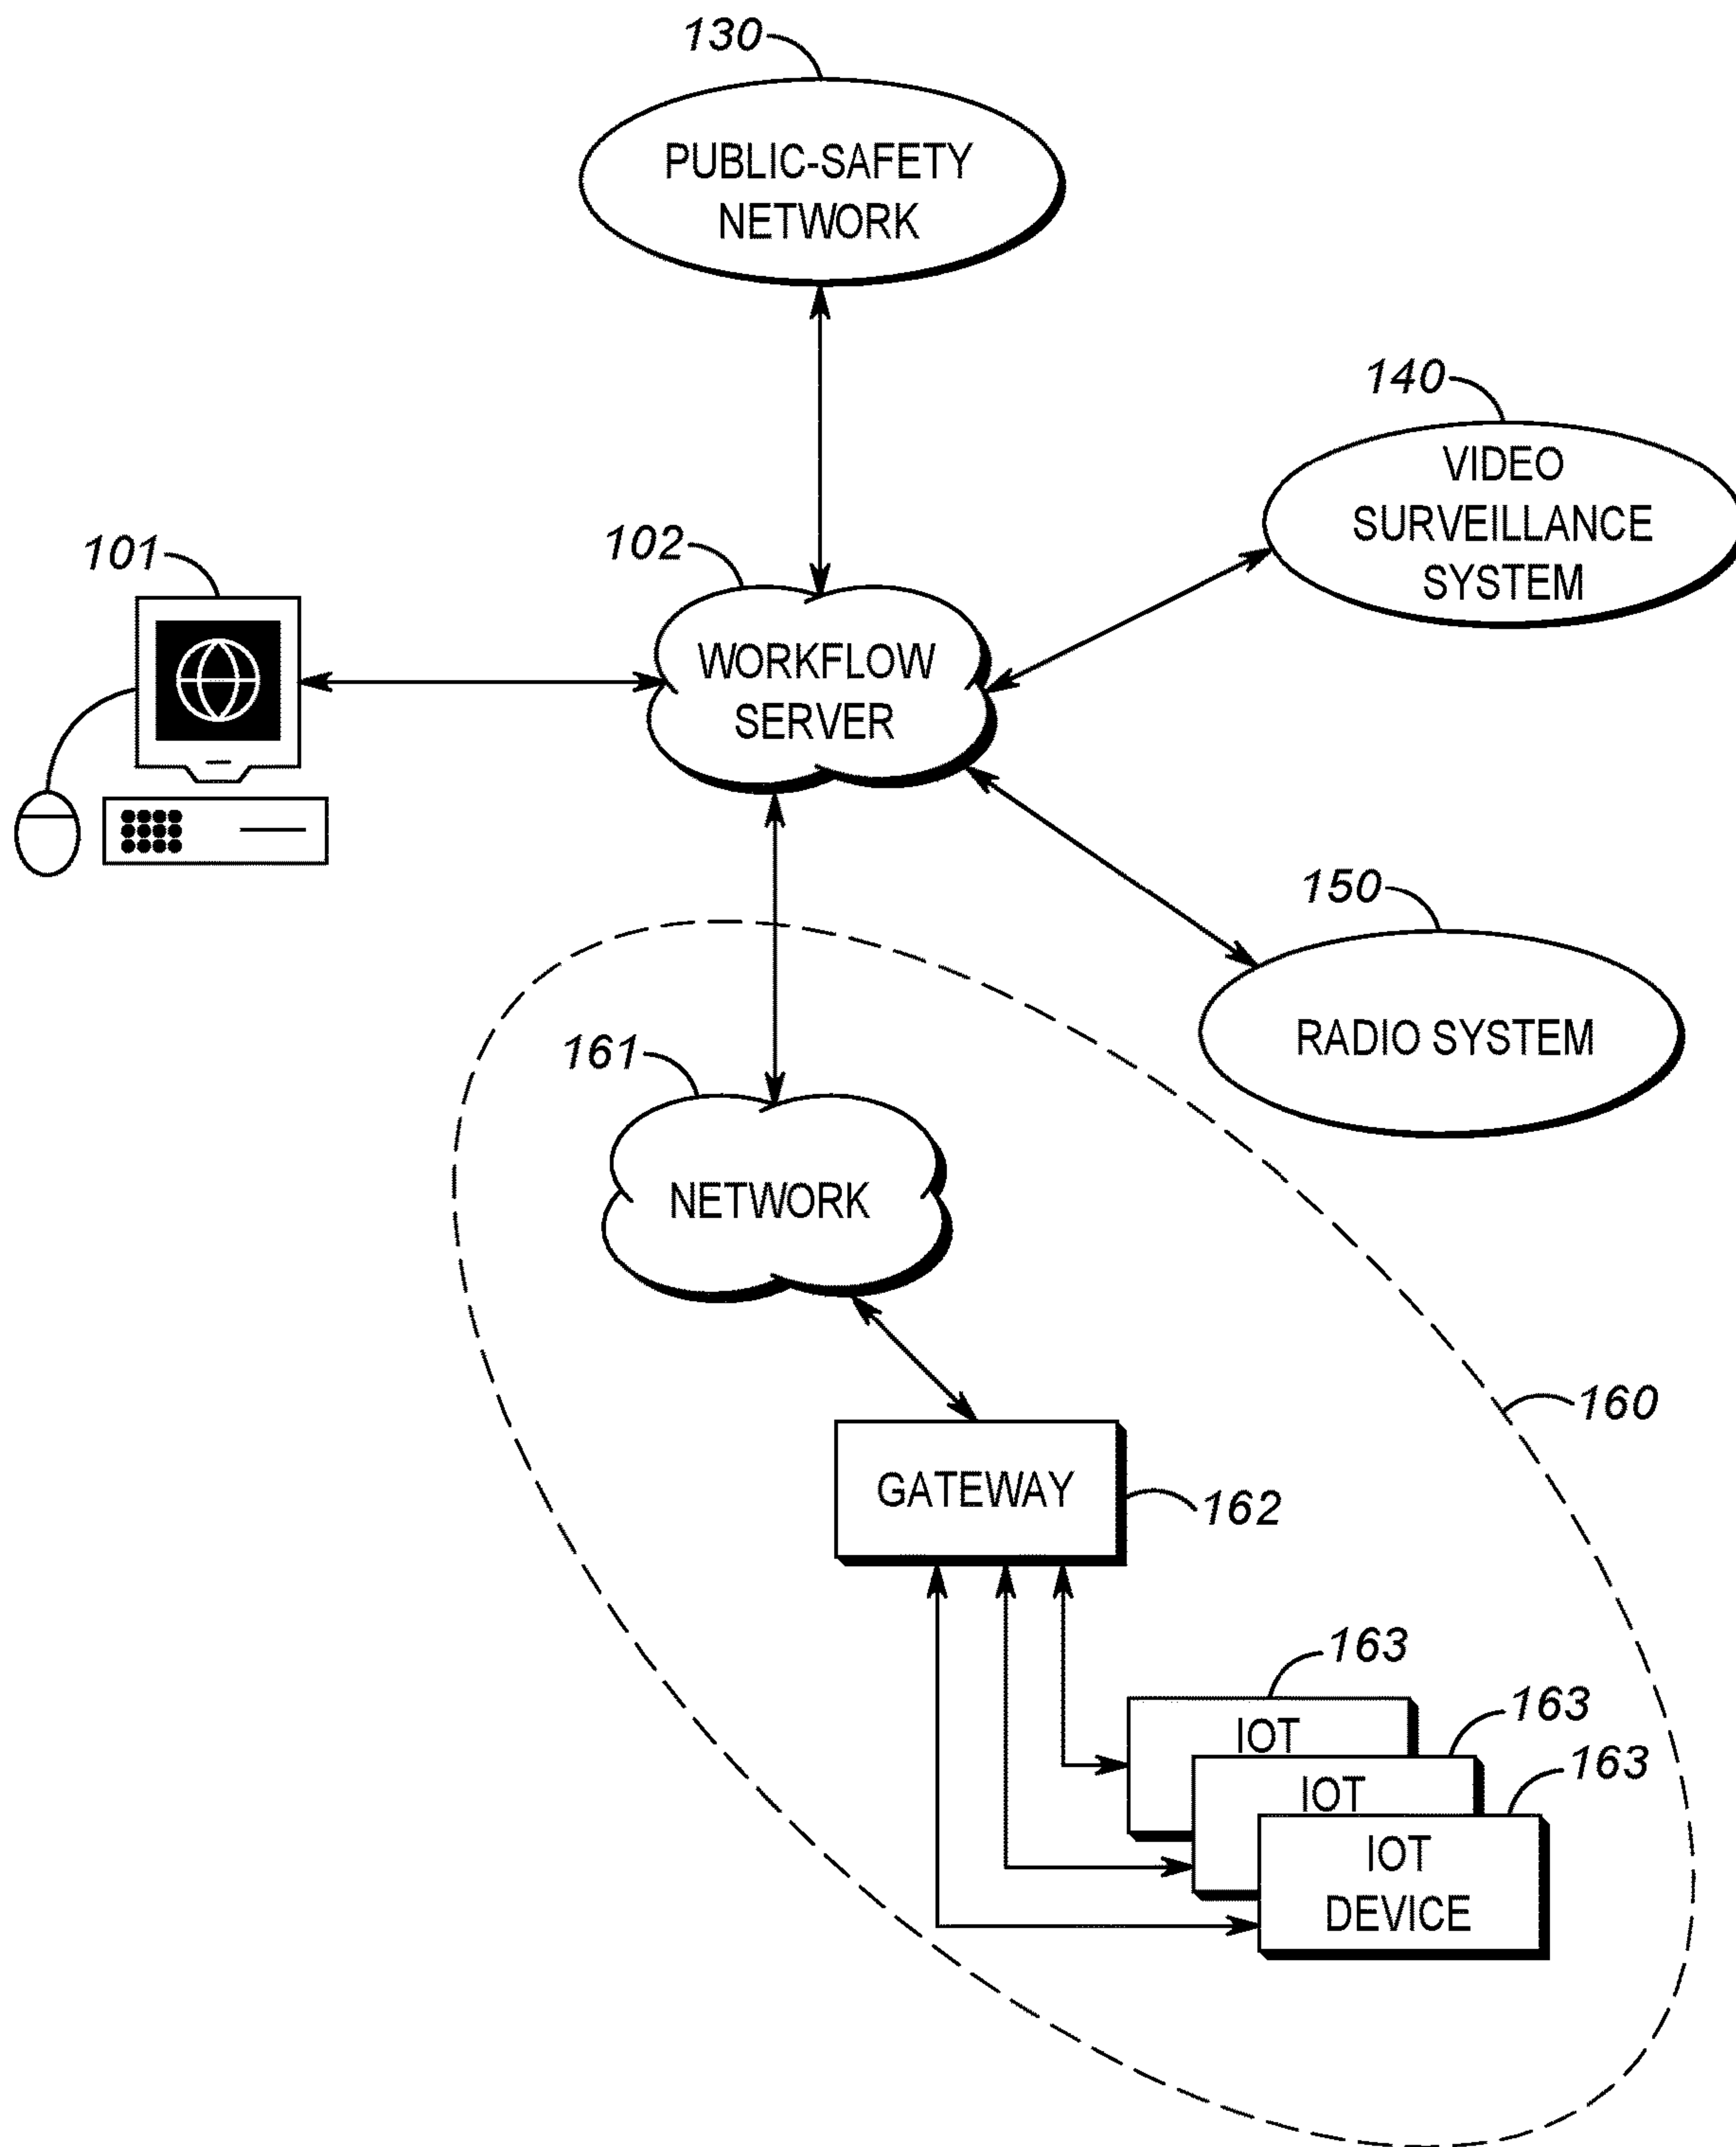 130
PUBLIC-SAFETY
NETWORK
140
VIDEO
SURVEILLANCE
SYSTEM
101
102
WORKFLOW
SERVER
150
RADIO SYSTEM
161
NETWORK
160
GATEWAY
162
163
IOT
163
IOT
163
IOT
DEVICE